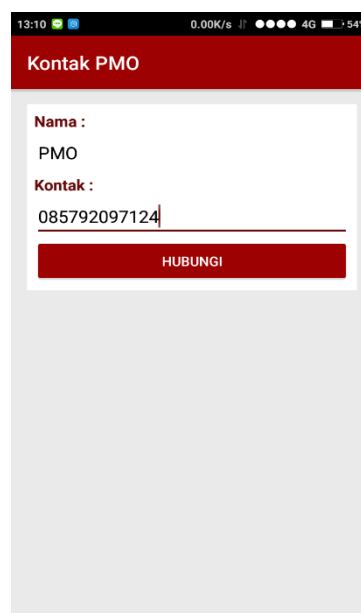 13:10 0.00K/s 4G 54%
Kontak PMO
Nama :
PMO
Kontak :
085792097124
HUBUNGI